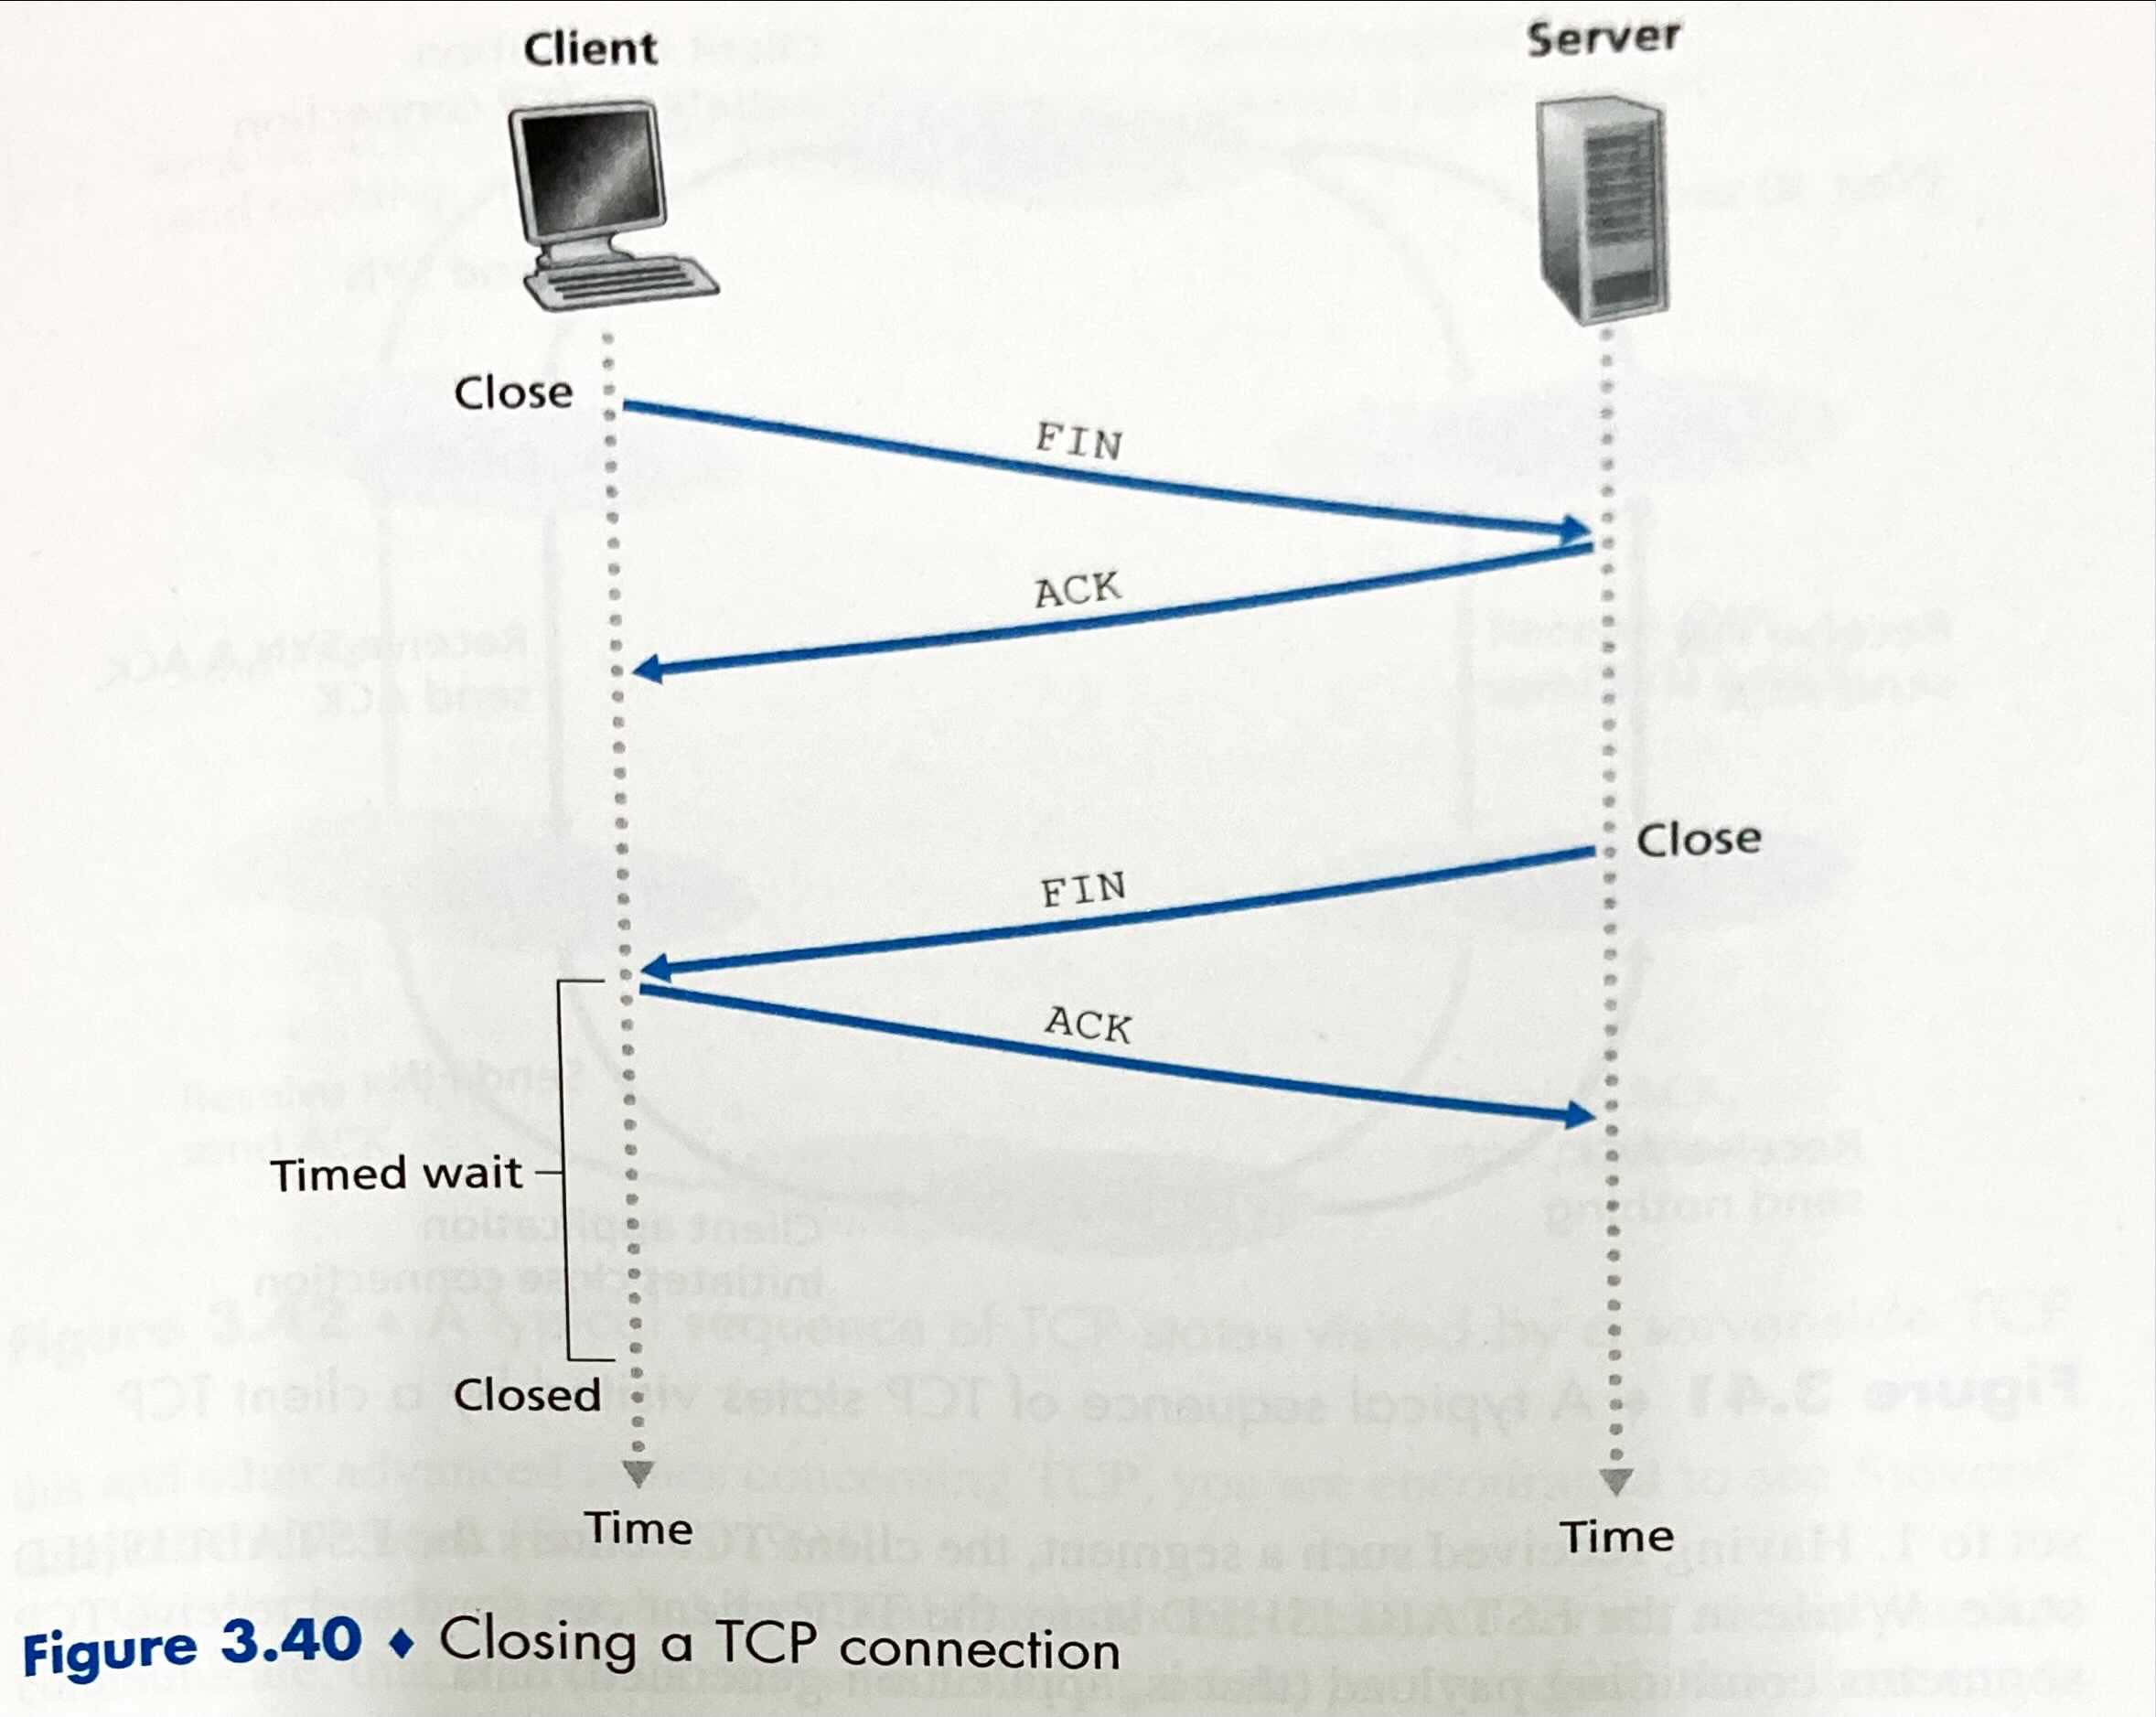 Client
Server
Close
FIN
ACK
Close
FIN
ACK
Timed wait
Closed
Time
Time
Figure 3.40 ♦ Closing a TCP connection